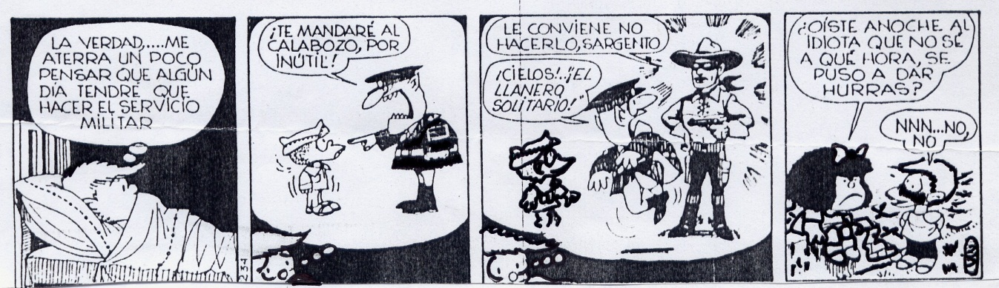 LA VERDAD,....ME
ATERRA UN POCO
PENSAR QUE ALGÚN
DÍA TENDRÉ QUE
HACER EL SERVICIO
MILITAR
234
¡TE MANDARÉ AL
CALABOZO, POR
INÚTIL!
LE CONVIENE NO
HACERLO, SARGENTO
¡CIELOS!..¡"EL
LLANERO
SOLITARIO!"
¿OÍSTE ANOCHE AL
IDIOTA QUE NO SÉ
A QUÉ HORA, SE
PUSO A DAR
HURRAS?
NNN...NO,
NO